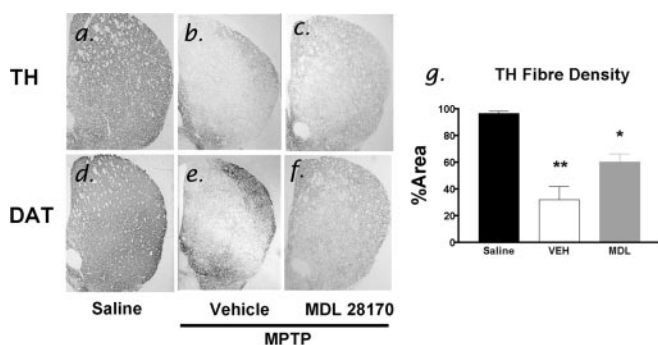 a. b. c.
TH
d. e. f.
DAT
Saline Vehicle MDL 28170
MPTP
g. TH Fibre Density
%Area
100
80
60
40
20
0
**
*
Saline VEH MDL